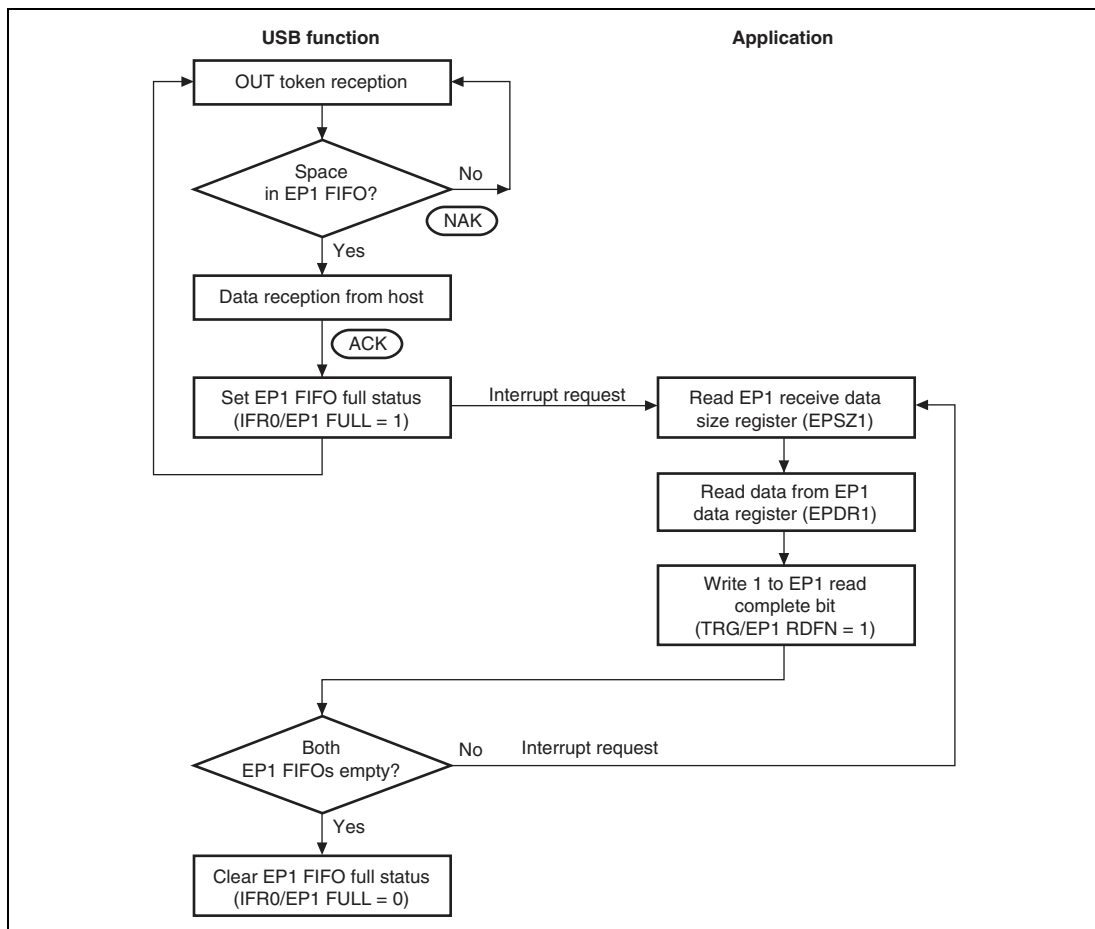 USB function
Application
OUT token reception
Space
in EP1 FIFO?
No
NAK
Yes
Data reception from host
ACK
Set EP1 FIFO full status
(IFR0/EP1 FULL = 1)
Interrupt request
Read EP1 receive data
size register (EPSZ1)
Read data from EP1
data register (EPDR1)
Write 1 to EP1 read
complete bit
(TRG/EP1 RDFN = 1)
Both
EP1 FIFOs empty?
No
Interrupt request
Yes
Clear EP1 FIFO full status
(IFR0/EP1 FULL = 0)